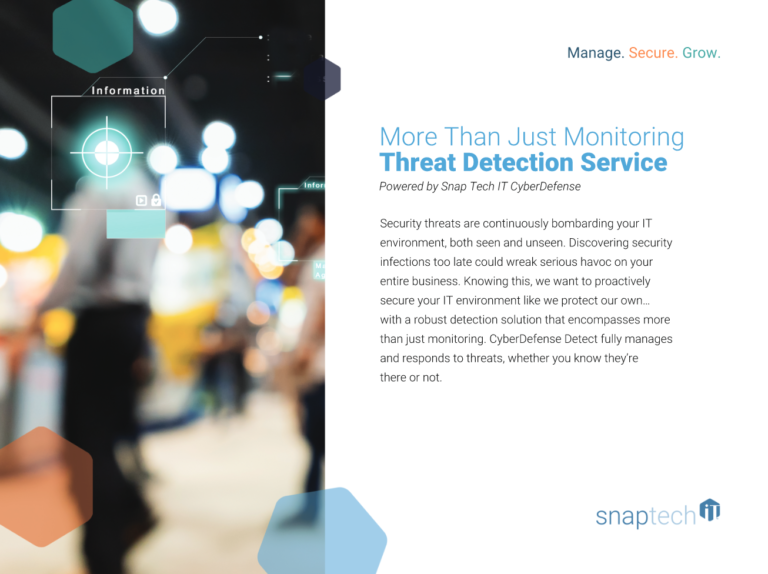 Manage. Secure. Grow.
Information
Infor
More Than Just Monitoring
Threat Detection Service
Powered by Snap Tech IT CyberDefense
Security threats are continuously bombarding your IT
environment, both seen and unseen. Discovering security
infections too late could wreak serious havoc on your
entire business. Knowing this, we want to proactively
secure your IT environment like we protect our own...
with a robust detection solution that encompasses more
than just monitoring. CyberDefense Detect fully manages
and responds to threats, whether you know they're
there or not.
snaptech iT